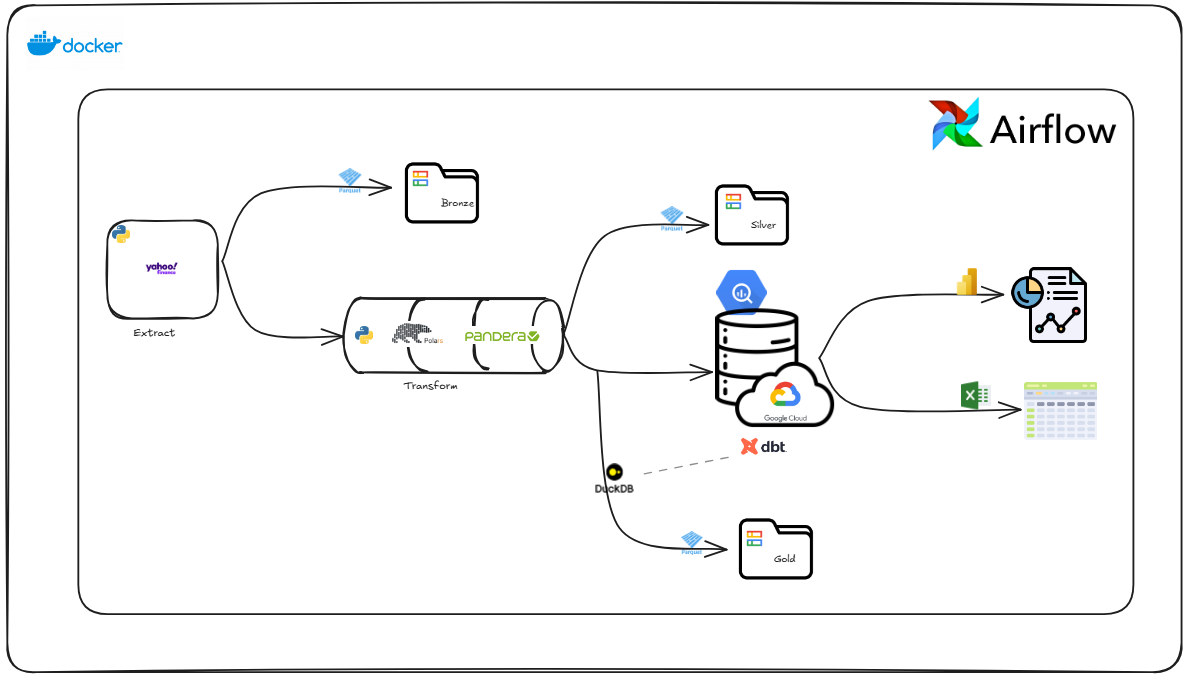 docker
Airflow
Parquet
Bronze
yahoo!
finance
Extract
Parquet
Silver
Polars
PANDERA
Transform
Google Cloud
dbt
DuckDB
Parquet
Gold